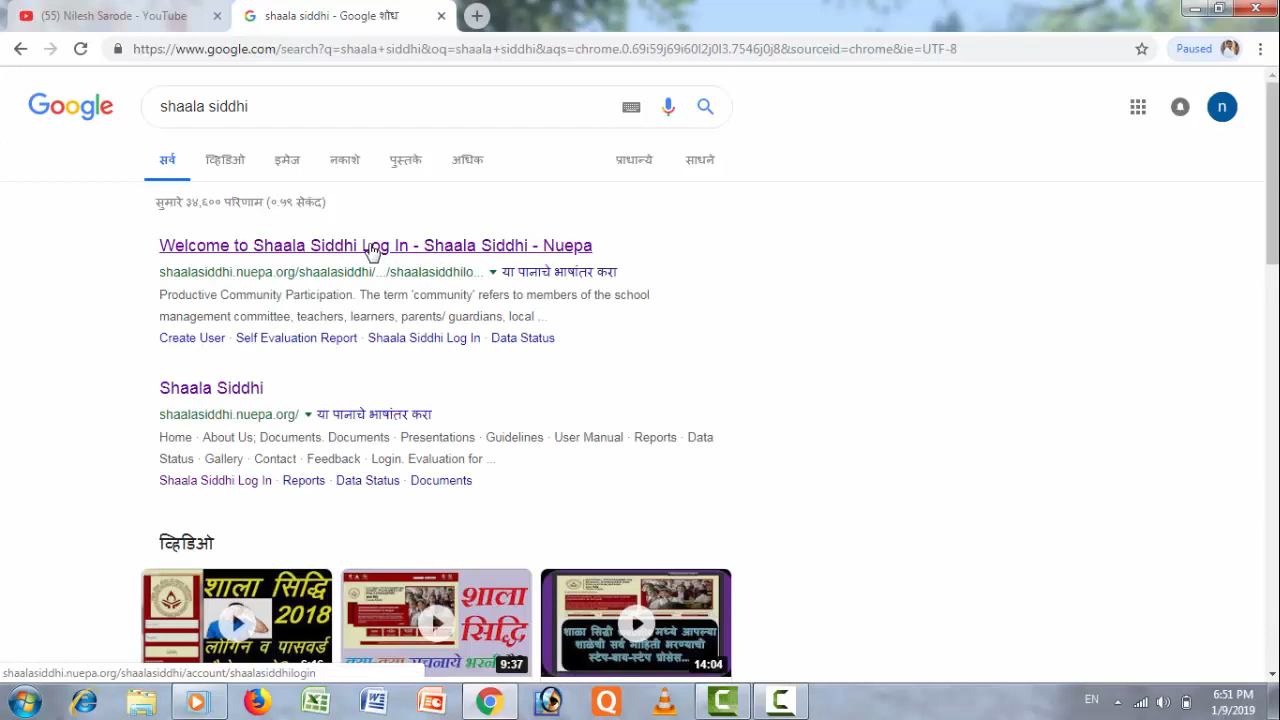 (55) Nilesh Sarode - YouTube
shaala siddhi - Google शोध
https://www.google.com/search?q=shaala+siddhi&oq=shaala+siddhi&aqs=chrome.0.69i59j69i60l2j0l3.7546j0j8&sourceid=chrome&ie=UTF-8
Paused
Google
shaala siddhi
n
सर्व व्हिडिओ इमेज नकाशे पुस्तके अधिक प्राधान्ये साधने
सुमारे ३४,६०० परिणाम (०.५९ सेकंद)
Welcome to Shaala Siddhi Log In - Shaala Siddhi - Nuepa
shaalasiddhi.nuepa.org/shaalasiddhi/.../shaalasiddhilo... या पानाचे भाषांतर करा
Productive Community Participation. The term 'community' refers to members of the school
management committee, teachers, learners, parents/ guardians, local ...
Create User · Self Evaluation Report · Shaala Siddhi Log In · Data Status
Shaala Siddhi
shaalasiddhi.nuepa.org/ या पानाचे भाषांतर करा
Home · About Us; Documents. Documents · Presentations · Guidelines · User Manual · Reports · Data
Status · Gallery · Contact · Feedback · Login. Evaluation for ...
Shaala Siddhi Log In · Reports · Data Status · Documents
व्हिडिओ
शाला सिद्धि
2018
लोगिन व पासवर्ड
शाला
सिद्धि
9:37
शाळा सिद्धी मध्ये आपल्या
शाळेची सर्व माहिती भरण्याची
स्टेप-बाय-स्टेप प्रोसेस...
14:04
shaalasiddhi.nuepa.org/shaalasiddhi/account/shaalasiddhilogin
EN
6:51 PM
1/9/2019